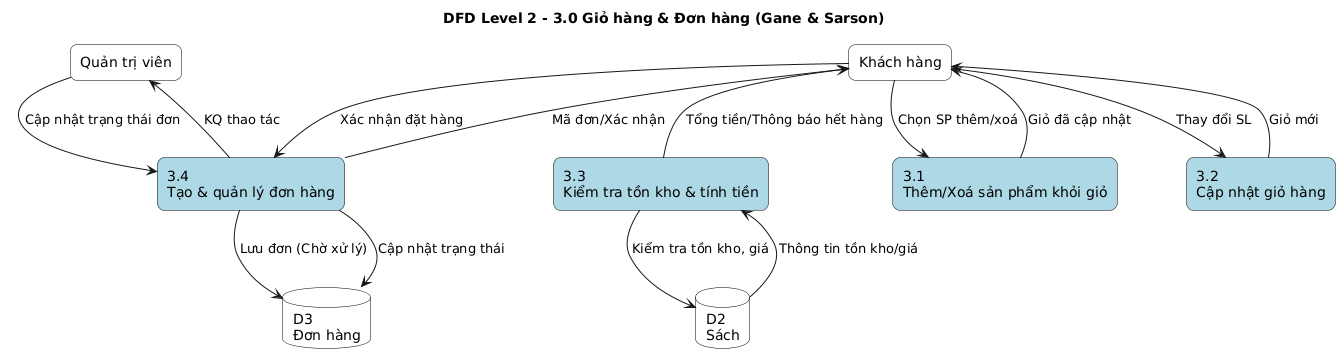 DFD Level 2 - 3.0 Giỏ hàng & Đơn hàng (Gane & Sarson)
Quản trị viên
Khách hàng
Cập nhật trạng thái đơn
KQ thao tác
Xác nhận đặt hàng
Mã đơn/Xác nhận
Tổng tiền/Thông báo hết hàng
Chọn SP thêm/xoá
Giỏ đã cập nhật
Thay đổi SL
Giỏ mới
3.4
Tạo & quản lý đơn hàng
3.3
Kiểm tra tồn kho & tính tiền
3.1
Thêm/Xoá sản phẩm khỏi giỏ
3.2
Cập nhật giỏ hàng
Lưu đơn (Chờ xử lý)
Cập nhật trạng thái
Kiểm tra tồn kho, giá
Thông tin tồn kho/giá
D3
Đơn hàng
D2
Sách